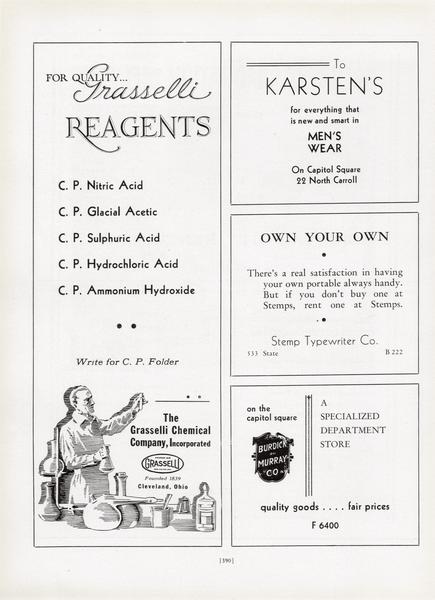 FOR QUALITY...
Grasselli
REAGENTS
C. P. Nitric Acid
C. P. Glacial Acetic
C. P. Sulphuric Acid
C. P. Hydrochloric Acid
C. P. Ammonium Hydroxide
Write for C. P. Folder
The
Grasselli Chemical
Company, Incorporated
GRASSELLI
Founded 1839
Cleveland, Ohio
To
KARSTEN'S
for everything that
is new and smart in
MEN'S
WEAR
On Capitol Square
22 North Carroll
OWN YOUR OWN
There's a real satisfaction in having
your own portable always handy.
But if you don't buy one at
Stemps, rent one at Stemps.
Stemp Typewriter Co.
533 State B 222
on the
capitol square
BURDICK
MURRAY
CO
A
SPECIALIZED
DEPARTMENT
STORE
quality goods .... fair prices
F 6400
[390]